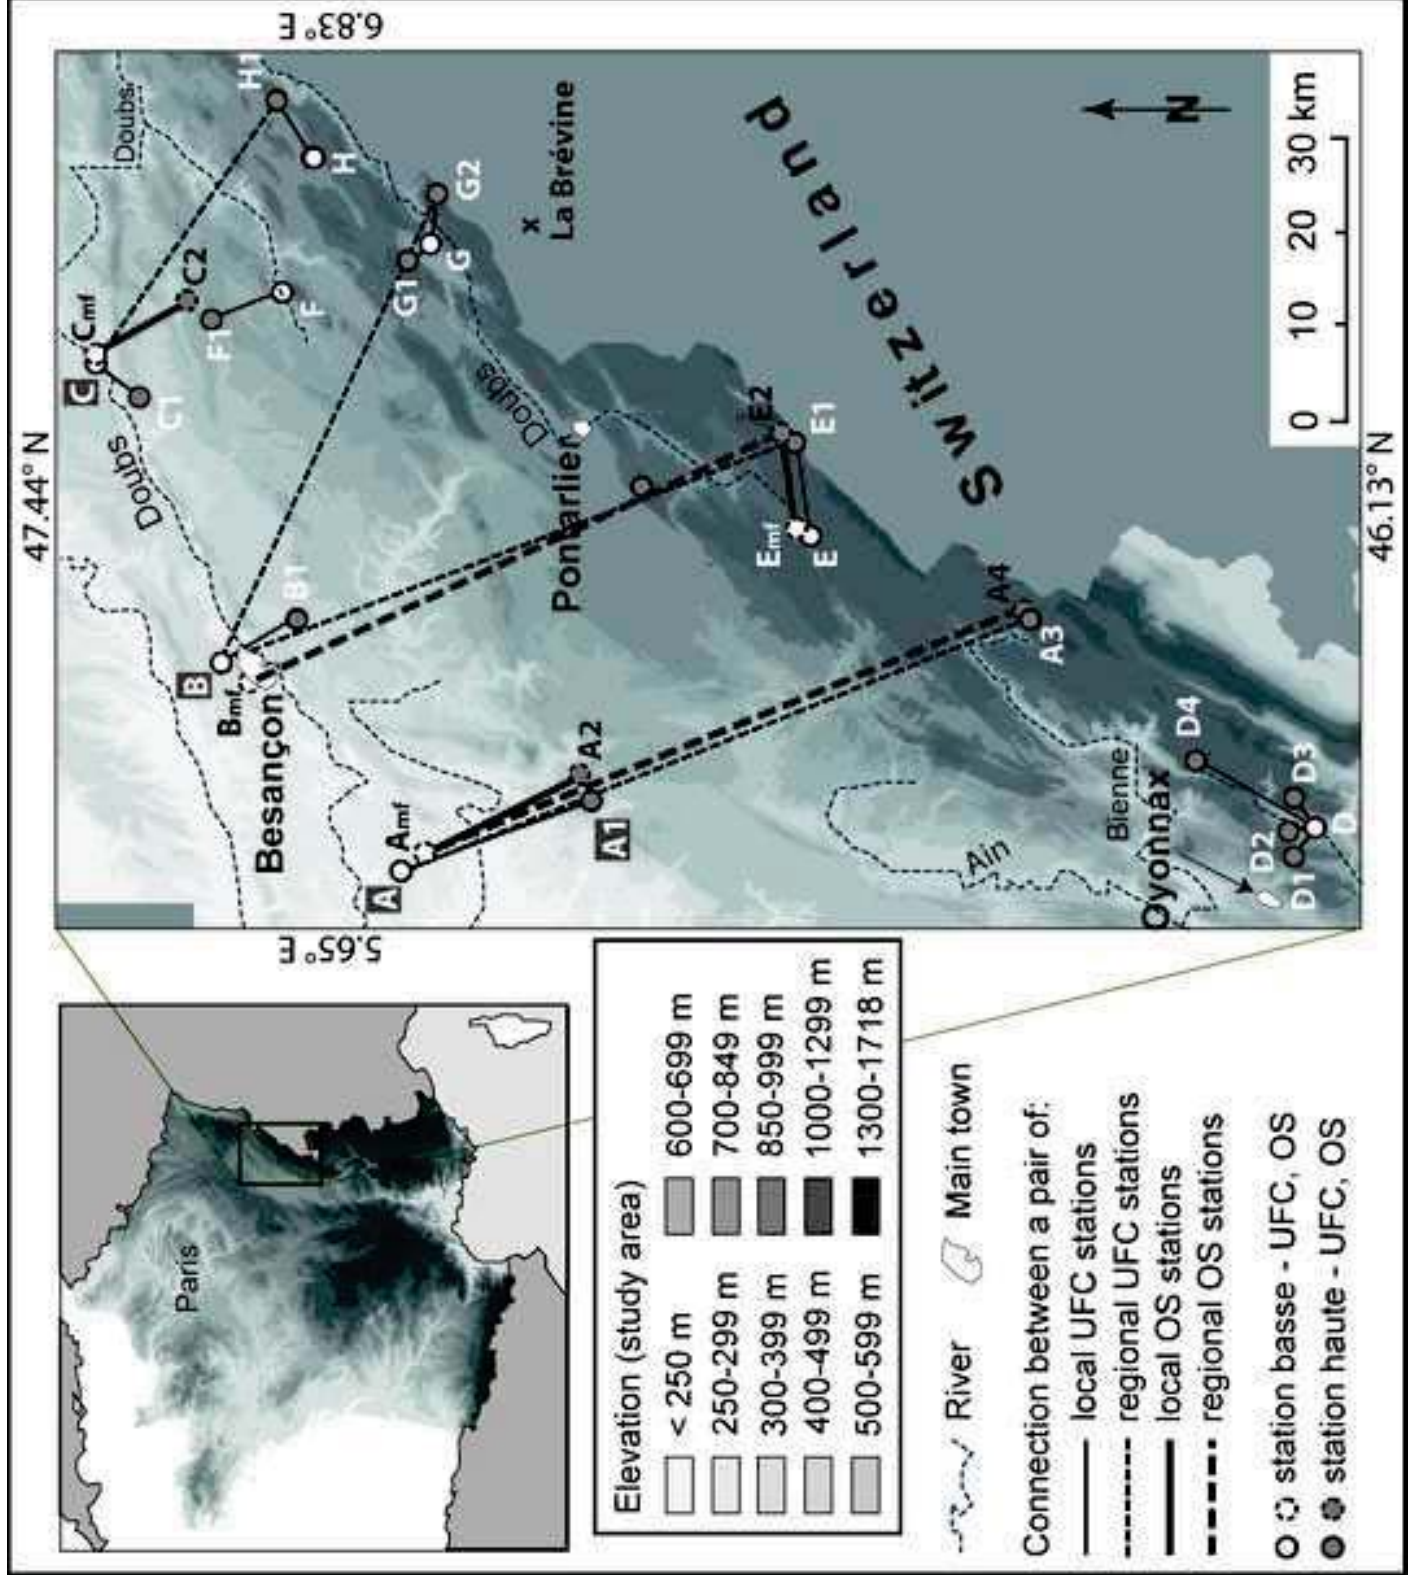 Paris
Elevation (study area)
< 250 m
250-299 m
300-399 m
400-499 m
500-599 m
600-699 m
700-849 m
850-999 m
1000-1299 m
1300-1718 m
River
Main town
Connection between a pair of:
local UFC stations
regional UFC stations
local OS stations
regional OS stations
station basse - UFC, OS
station haute - UFC, OS
47.44° N
5.65° E
6.83° E
46.13° N
C
Cmf
C1
C2
Doubs
Doubs
H1
H
F1
F
B
Bmf
B1
Besançon
G1
G
G2
La Brévine
x
Doubs
Pontarlier
A
Amf
A1
A2
E2
E1
Emf
E
Switzerland
A4
A3
Ain
Bienne
Oyonnax
D4
D3
D2
D1
D
N
0 10 20 30 km